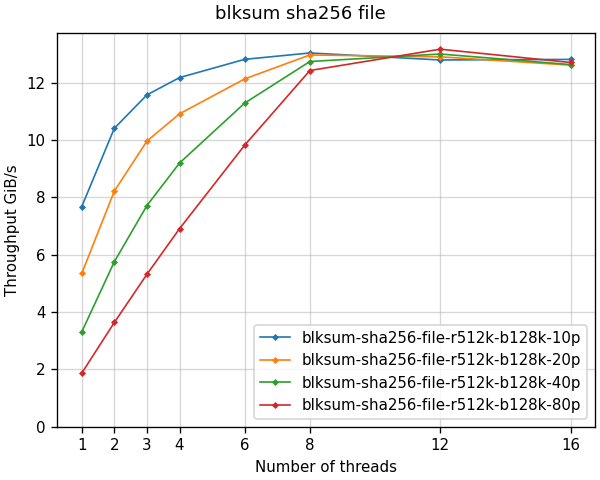 blksum sha256 file
Throughput GiB/s
12
10
8
6
4
2
0
blksum-sha256-file-r512k-b128k-10p
blksum-sha256-file-r512k-b128k-20p
blksum-sha256-file-r512k-b128k-40p
blksum-sha256-file-r512k-b128k-80p
1 2 3 4 6 8 12 16
Number of threads